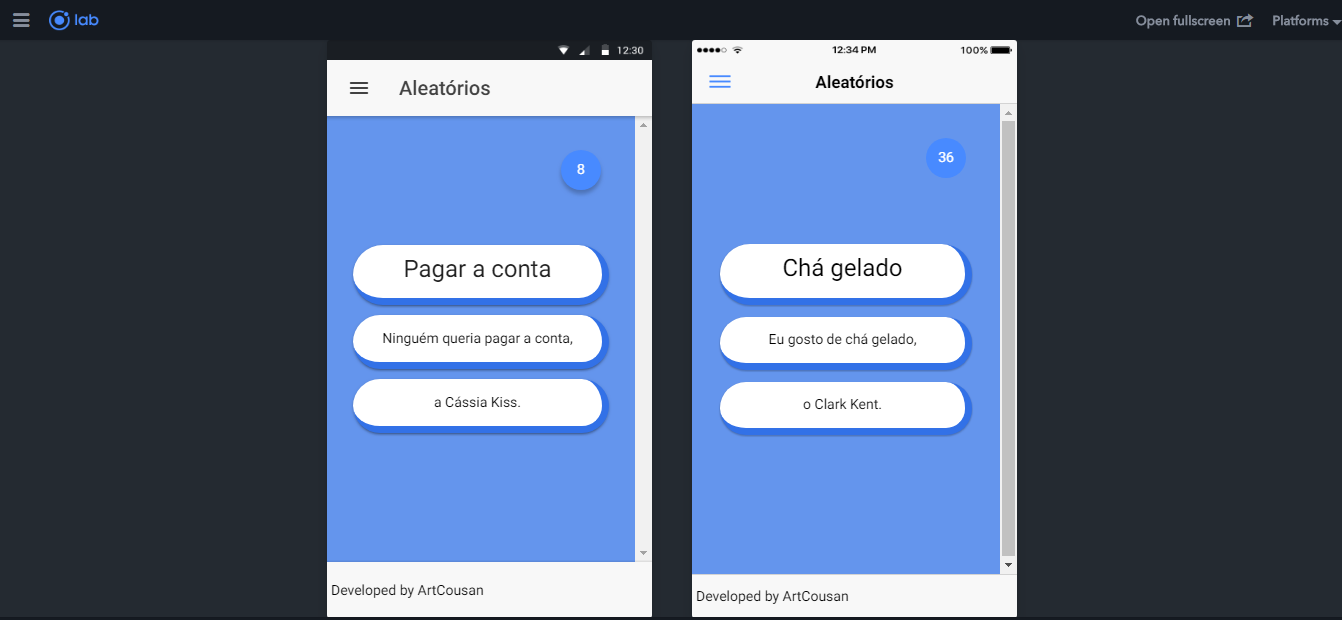 lab
Open fullscreen
Platforms
12:30
Aleatórios
8
Pagar a conta
Ninguém queria pagar a conta,
a Cássia Kiss.
Developed by ArtCousan
12:34 PM
100%
Aleatórios
36
Chá gelado
Eu gosto de chá gelado,
o Clark Kent.
Developed by ArtCousan